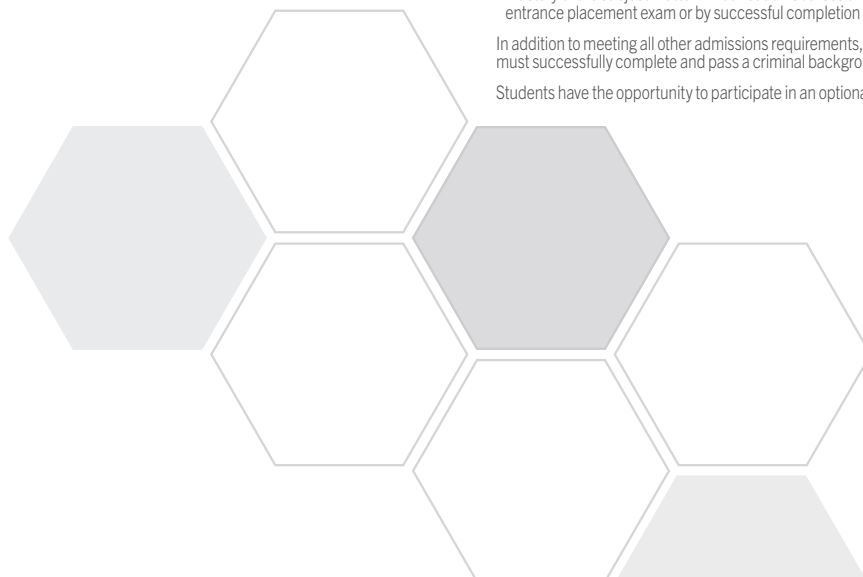 entrance placement exam or by successful completion
In addition to meeting all other admissions requirements,
must successfully complete and pass a criminal backgro
Students have the opportunity to participate in an optiona